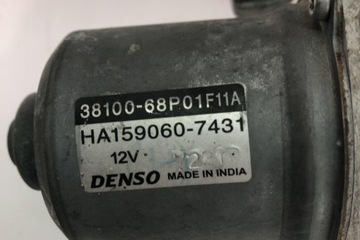 38100-68P01F11A
HA159060-7431
12V
DENSO MADE IN INDIA